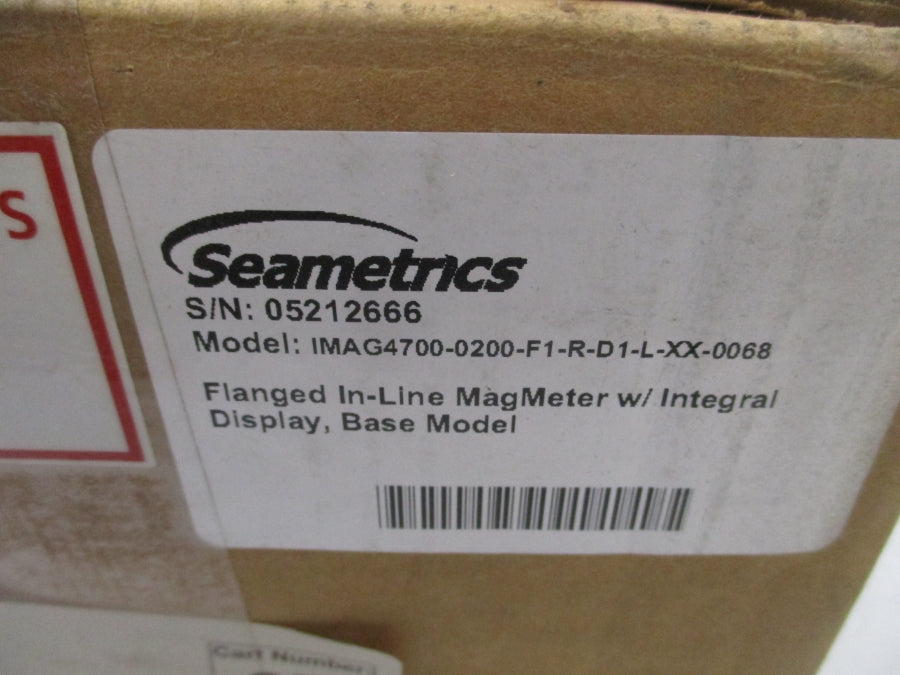 S
Seametrics
S/N: 05212666
Model: IMAG4700-0200-F1-R-D1-L-XX-0068
Flanged In-Line MagMeter w/ Integral
Display, Base Model
Cart Number: